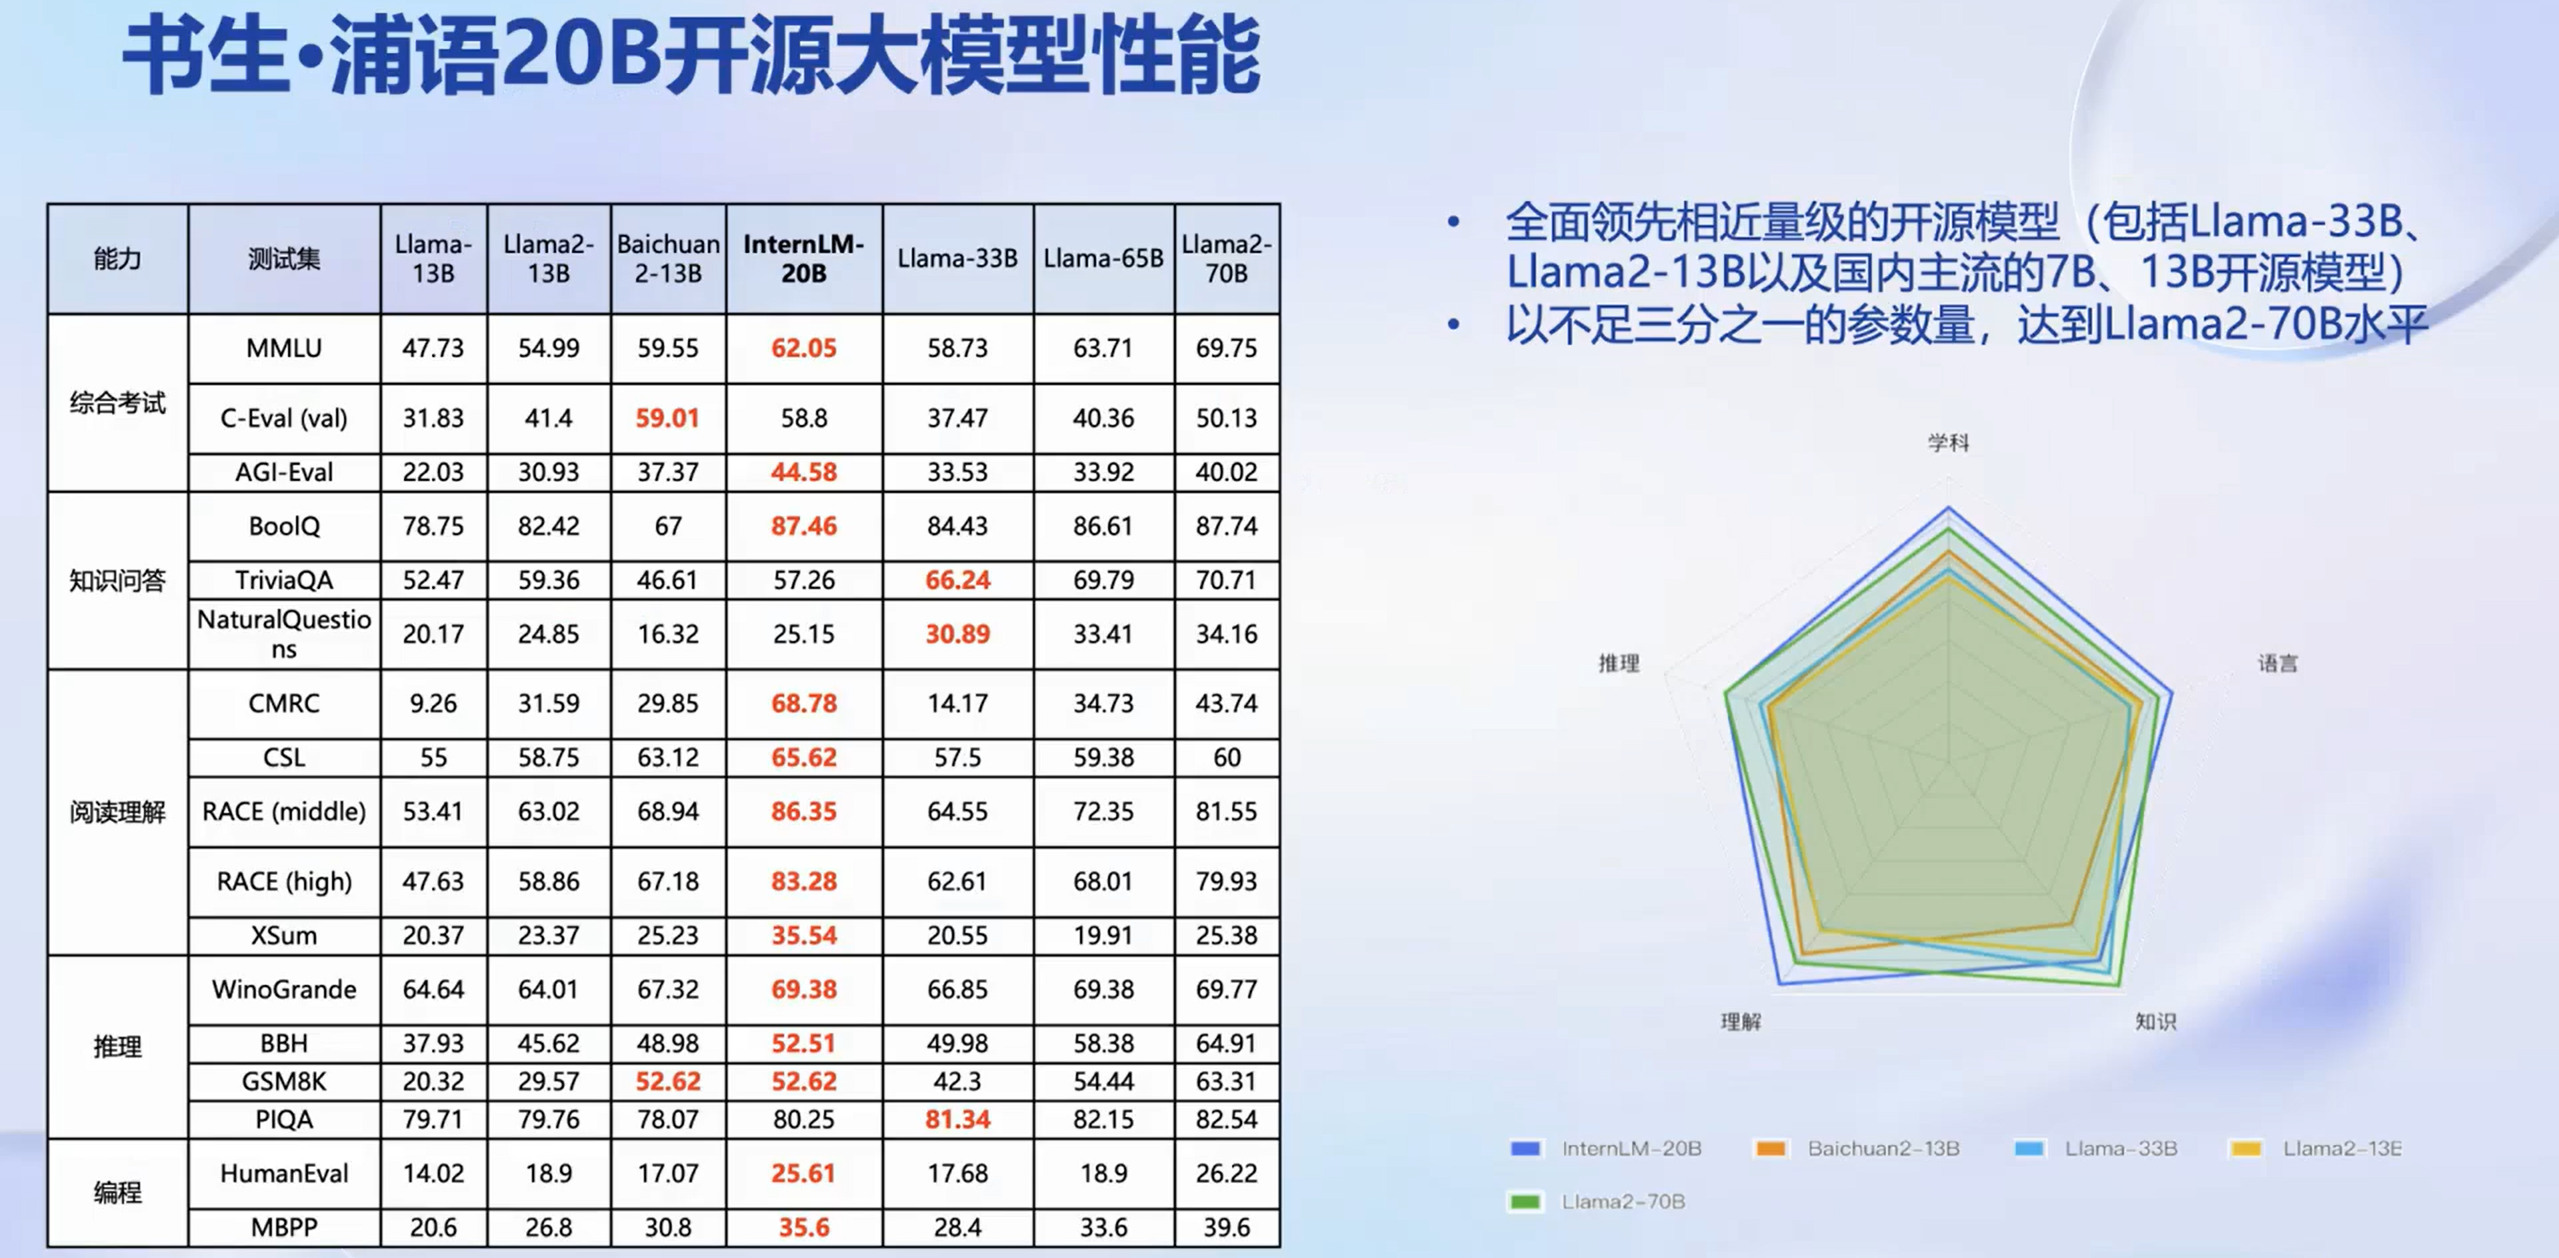 书生•浦语20B开源大模型性能
能力 测试集 Llama-13B Llama2-13B Baichuan2-13B InternLM-20B Llama-33B Llama-65B Llama2-70B
综合考试 MMLU 47.73 54.99 59.55 62.05 58.73 63.71 69.75
C-Eval (val) 31.83 41.4 59.01 58.8 37.47 40.36 50.13
AGI-Eval 22.03 30.93 37.37 44.58 33.53 33.92 40.02
知识问答 BoolQ 78.75 82.42 67 87.46 84.43 86.61 87.74
TriviaQA 52.47 59.36 46.61 57.26 66.24 69.79 70.71
NaturalQuestions 20.17 24.85 16.32 25.15 30.89 33.41 34.16
阅读理解 CMRC 9.26 31.59 29.85 68.78 14.17 34.73 43.74
CSL 55 58.75 63.12 65.62 57.5 59.38 60
RACE (middle) 53.41 63.02 68.94 86.35 64.55 72.35 81.55
RACE (high) 47.63 58.86 67.18 83.28 62.61 68.01 79.93
XSum 20.37 23.37 25.23 35.54 20.55 19.91 25.38
推理 WinoGrande 64.64 64.01 67.32 69.38 66.85 69.38 69.77
BBH 37.93 45.62 48.98 52.51 49.98 58.38 64.91
GSM8K 20.32 29.57 52.62 52.62 42.3 54.44 63.31
PIQA 79.71 79.76 78.07 80.25 81.34 82.15 82.54
编程 HumanEval 14.02 18.9 17.07 25.61 17.68 18.9 26.22
MBPP 20.6 26.8 30.8 35.6 28.4 33.6 39.6
• 全面领先相近量级的开源模型（包括Llama-33B、
Llama2-13B以及国内主流的7B、13B开源模型）
• 以不足三分之一的参数量，达到Llama2-70B水平
学科
推理 语言
理解 知识
InternLM-20B Baichuan2-13B Llama-33B Llama2-13E
Llama2-70B